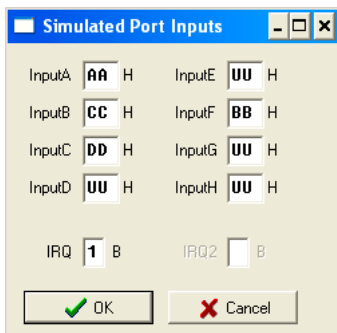 Simulated Port Inputs
InputA AA H InputE UU H
InputB CC H InputF BB H
InputC DD H InputG UU H
InputD UU H InputH UU H
IRQ 1 B IRQ2 B
OK Cancel